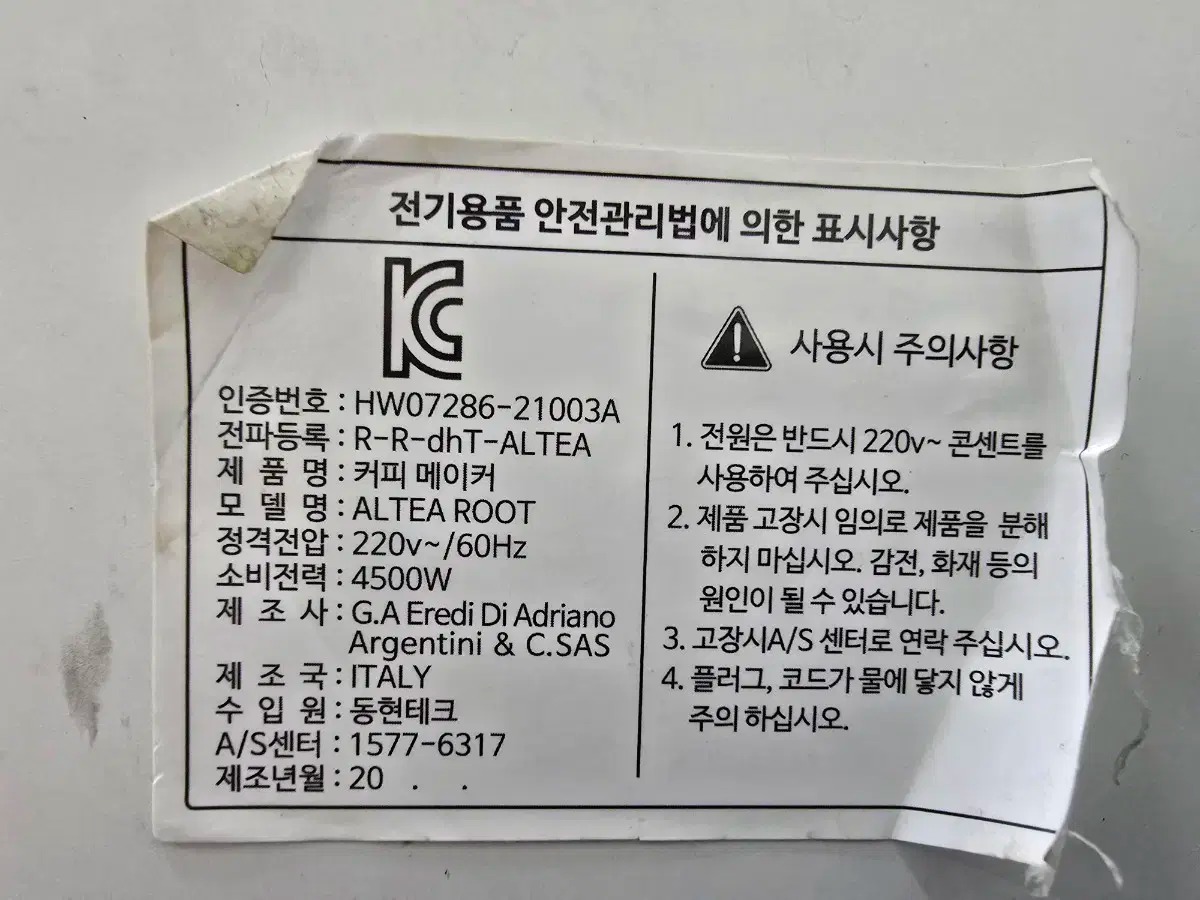 전기용품 안전관리법에 의한 표시사항
KC
인증번호 : HW07286-21003A
전파등록 : R-R-dhT-ALTEA
제 품 명 : 커피 메이커
모 델 명 : ALTEA ROOT
정격전압 : 220v~/60Hz
소비전력 : 4500W
제 조 사 : G.A Eredi Di Adriano
Argentini & C.SAS
제 조 국 : ITALY
수 입 원 : 동현테크
A/S센터 : 1577-6317
제조년월 : 20 . .
사용시 주의사항
1. 전원은 반드시 220v~ 콘센트를
사용하여 주십시오.
2. 제품 고장시 임의로 제품을 분해
하지 마십시오. 감전, 화재 등의
원인이 될 수 있습니다.
3. 고장시A/S 센터로 연락 주십시오.
4. 플러그, 코드가 물에 닿지 않게
주의 하십시오.